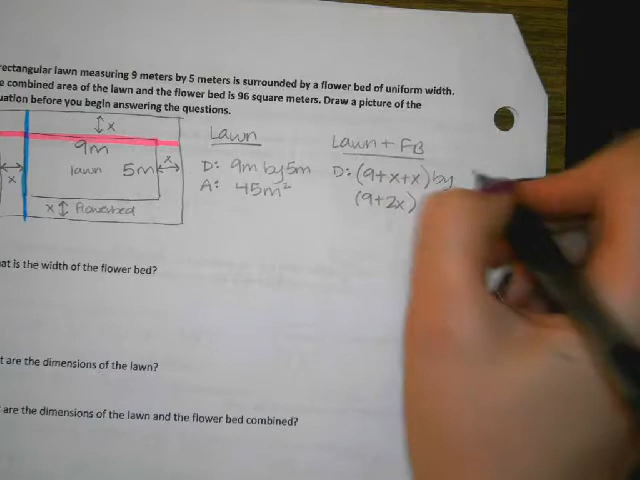 rectangular lawn measuring 9 meters by 5 meters is surrounded by a flower bed of uniform width.
e combined area of the lawn and the flower bed is 96 square meters. Draw a picture of the
uation before you begin answering the questions.
x
9m
lawn 5m x
x
x flowerbed
Lawn
D: 9m by 5m
A: 45m²
Lawn + FB
D: (9+x+x) by
(9+2x)
at is the width of the flower bed?
t are the dimensions of the lawn?
are the dimensions of the lawn and the flower bed combined?